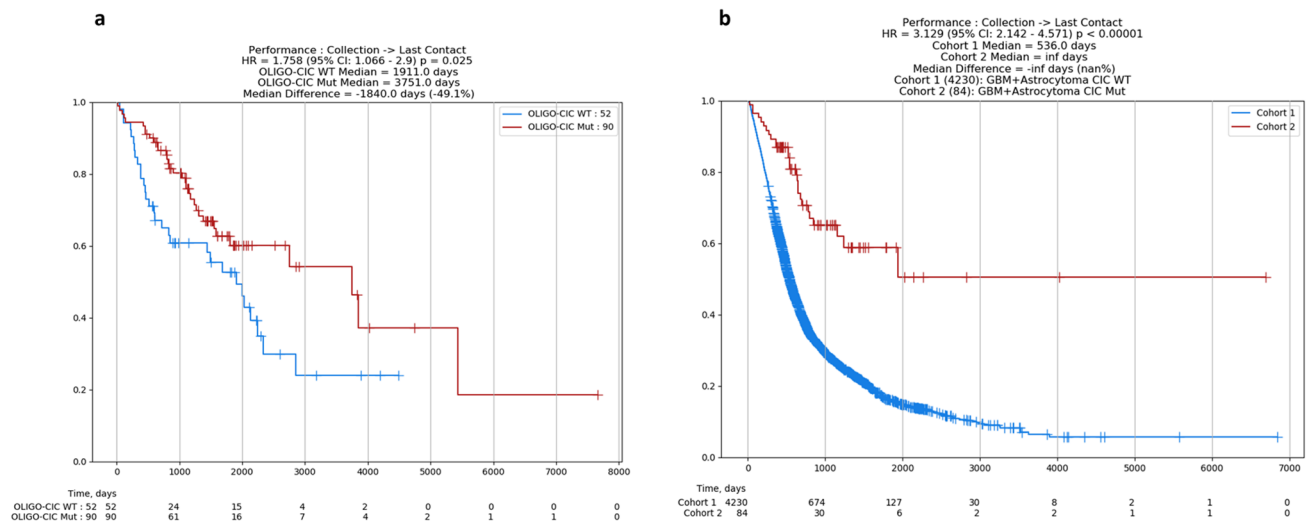 a
Performance : Collection -> Last Contact
HR = 1.758 (95% CI: 1.066 - 2.9) p = 0.025
OLIGO-CIC WT Median = 1911.0 days
OLIGO-CIC Mut Median = 3751.0 days
Median Difference = -1840.0 days (-49.1%)
OLIGO-CIC WT : 52
OLIGO-CIC Mut : 90
1.0
0.8
0.6
0.4
0.2
0.0
0 1000 2000 3000 4000 5000 6000 7000 8000
Time, days
OLIGO-CIC WT : 52 52 24 15 4 2 0 0 0 0
OLIGO-CIC Mut : 90 90 61 16 7 4 2 1 1 0
b
Performance : Collection -> Last Contact
HR = 3.129 (95% CI: 2.142 - 4.571) p < 0.00001
Cohort 1 Median = 536.0 days
Cohort 2 Median = inf days
Median Difference = -inf days (nan%)
Cohort 1 (4230): GBM+Astrocytoma CIC WT
Cohort 2 (84): GBM+Astrocytoma CIC Mut
Cohort 1
Cohort 2
1.0
0.8
0.6
0.4
0.2
0.0
0 1000 2000 3000 4000 5000 6000 7000
Time, days
Cohort 1 4230 674 127 30 8 2 1 0
Cohort 2 84 30 6 2 2 1 1 0